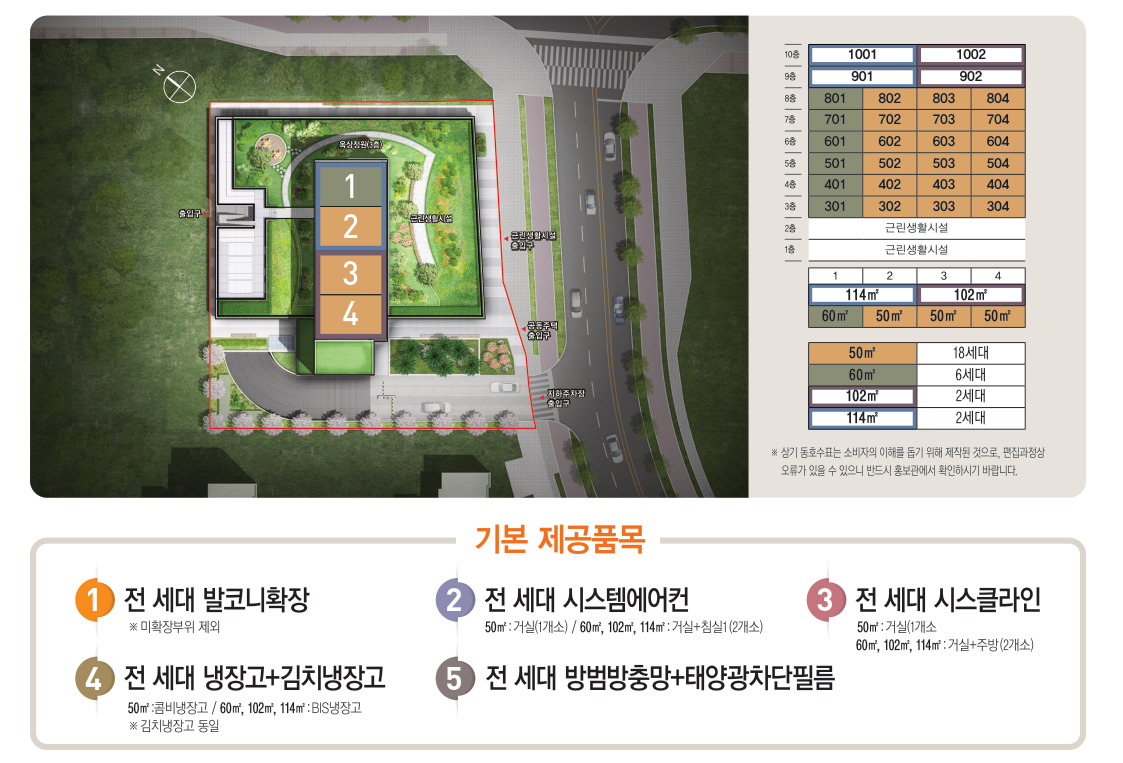 N
옥상정원(3층)
1
2
3
4
출입구
근린생활시설
근린생활시설
출입구
공동주택
출입구
지하주차장
출입구
10층 1001 1002
9층 901 902
8층 801 802 803 804
7층 701 702 703 704
6층 601 602 603 604
5층 501 502 503 504
4층 401 402 403 404
3층 301 302 303 304
2층 근린생활시설
1층 근린생활시설
1 2 3 4
114㎡ 102㎡
60㎡ 50㎡ 50㎡ 50㎡
50㎡ 18세대
60㎡ 6세대
102㎡ 2세대
114㎡ 2세대
※ 상기 동호수표는 소비자의 이해를 돕기 위해 제작된 것으로, 편집과정상
오류가 있을 수 있으니 반드시 홍보관에서 확인하시기 바랍니다.
기본 제공품목
1 전 세대 발코니확장
※ 미확장부위 제외
2 전 세대 시스템에어컨
50㎡ : 거실(1개소) / 60㎡, 102㎡, 114㎡ : 거실+침실1(2개소)
3 전 세대 시스클라인
50㎡ : 거실(1개소
60㎡, 102㎡, 114㎡ : 거실+주방(2개소)
4 전 세대 냉장고+김치냉장고
50㎡ :콤비냉장고 / 60㎡, 102㎡, 114㎡ : BIS냉장고
※ 김치냉장고 동일
5 전 세대 방범방충망+태양광차단필름